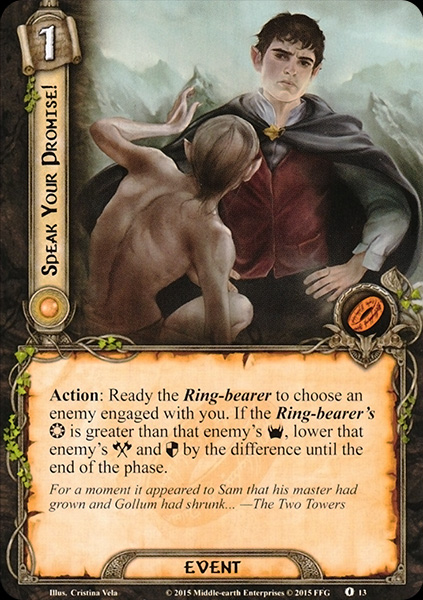 1
SPEAK YOUR PROMISE!
Action: Ready the Ring-bearer to choose an
enemy engaged with you. If the Ring-bearer's
is greater than that enemy's , lower that
enemy's and by the difference until the
end of the phase.
For a moment it appeared to Sam that his master had
grown and Gollum had shrunk... —The Two Towers
EVENT
Illus. Cristina Vela
© 2015 Middle-earth Enterprises © 2015 FFG
13